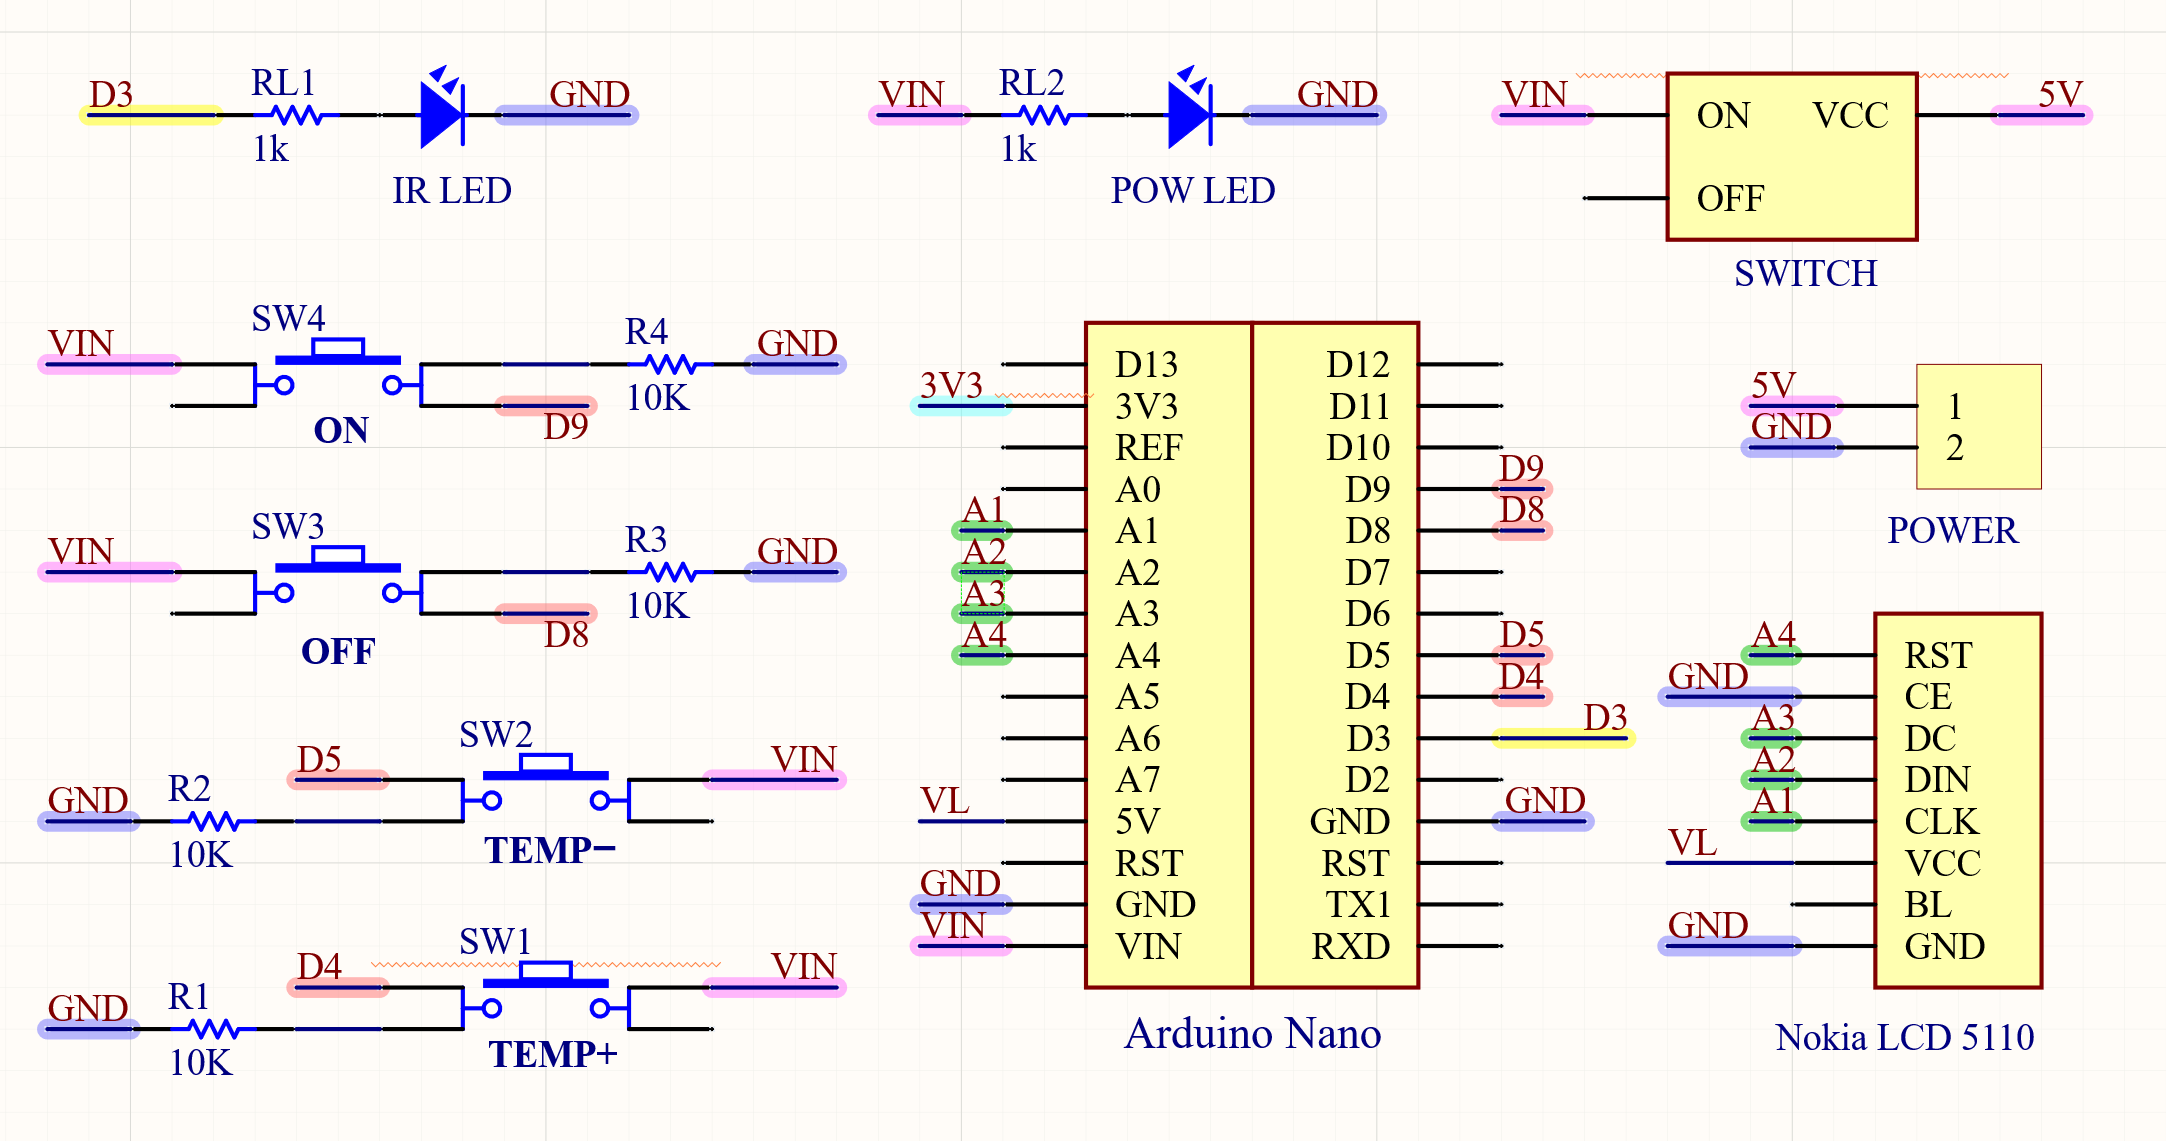 D3
RL1
1k
GND
IR LED
VIN
RL2
1k
GND
POW LED
VIN
ON
VCC
5V
OFF
SWITCH
VIN
SW4
R4
GND
10K
D9
ON
VIN
SW3
R3
GND
10K
D8
OFF
D5
SW2
VIN
GND
R2
10K
TEMP−
D4
SW1
VIN
GND
R1
10K
TEMP+
3V3
A1
A2
A3
A4
VL
GND
VIN
D13
3V3
REF
A0
A1
A2
A3
A4
A5
A6
A7
5V
RST
GND
VIN
D12
D11
D10
D9
D8
D7
D6
D5
D4
D3
D2
GND
RST
TX1
RXD
D9
D8
D5
D4
D3
GND
Arduino Nano
5V
GND
1
2
POWER
A4
GND
A3
A2
A1
VL
GND
RST
CE
DC
DIN
CLK
VCC
BL
GND
Nokia LCD 5110